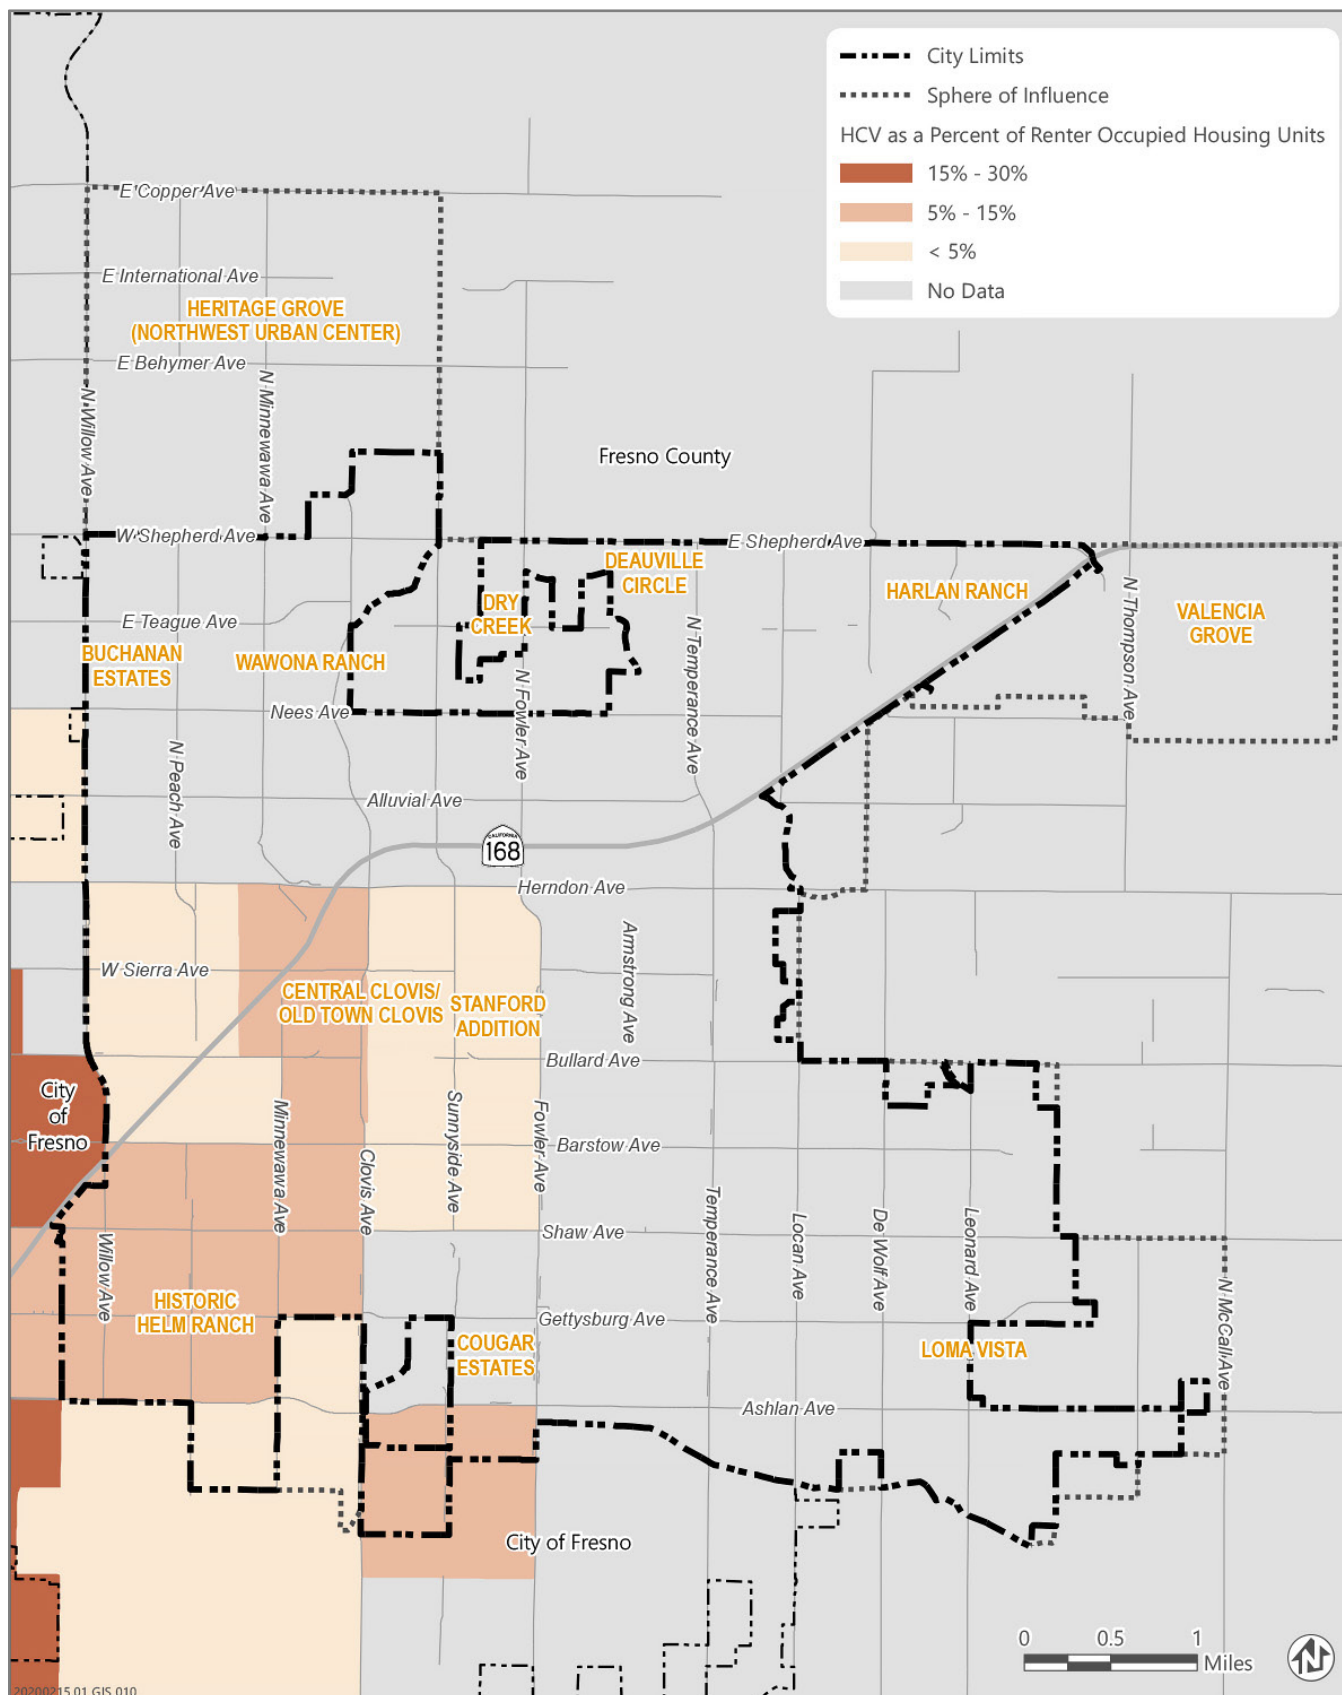 City Limits
Sphere of Influence
HCV as a Percent of Renter Occupied Housing Units
15% - 30%
5% - 15%
< 5%
No Data
E Copper Ave
E International Ave
HERITAGE GROVE
(NORTHWEST URBAN CENTER)
E Behymer Ave
N Willow Ave
N Minnewawa Ave
Fresno County
W Shepherd Ave
E Shepherd Ave
DEAUVILLE
CIRCLE
HARLAN RANCH
DRY
CREEK
VALENCIA
GROVE
N Thompson Ave
E Teague Ave
BUCHANAN
ESTATES
WAWONA RANCH
N Temperance Ave
N Fowler Ave
Nees Ave
N Peach Ave
Alluvial Ave
CALIFORNIA
168
Herndon Ave
Armstrong Ave
W Sierra Ave
CENTRAL CLOVIS/
OLD TOWN CLOVIS
STANFORD
ADDITION
Bullard Ave
City
of
Fresno
Minnewawa Ave
Clovis Ave
Sunnyside Ave
Fowler Ave
Barstow Ave
Temperance Ave
Locan Ave
De Wolf Ave
Leonard Ave
Shaw Ave
Willow Ave
HISTORIC
HELM RANCH
Gettysburg Ave
COUGAR
ESTATES
LOMA VISTA
N McCall Ave
Ashlan Ave
City of Fresno
0 0.5 1
Miles
N
20200215.01 GIS 010